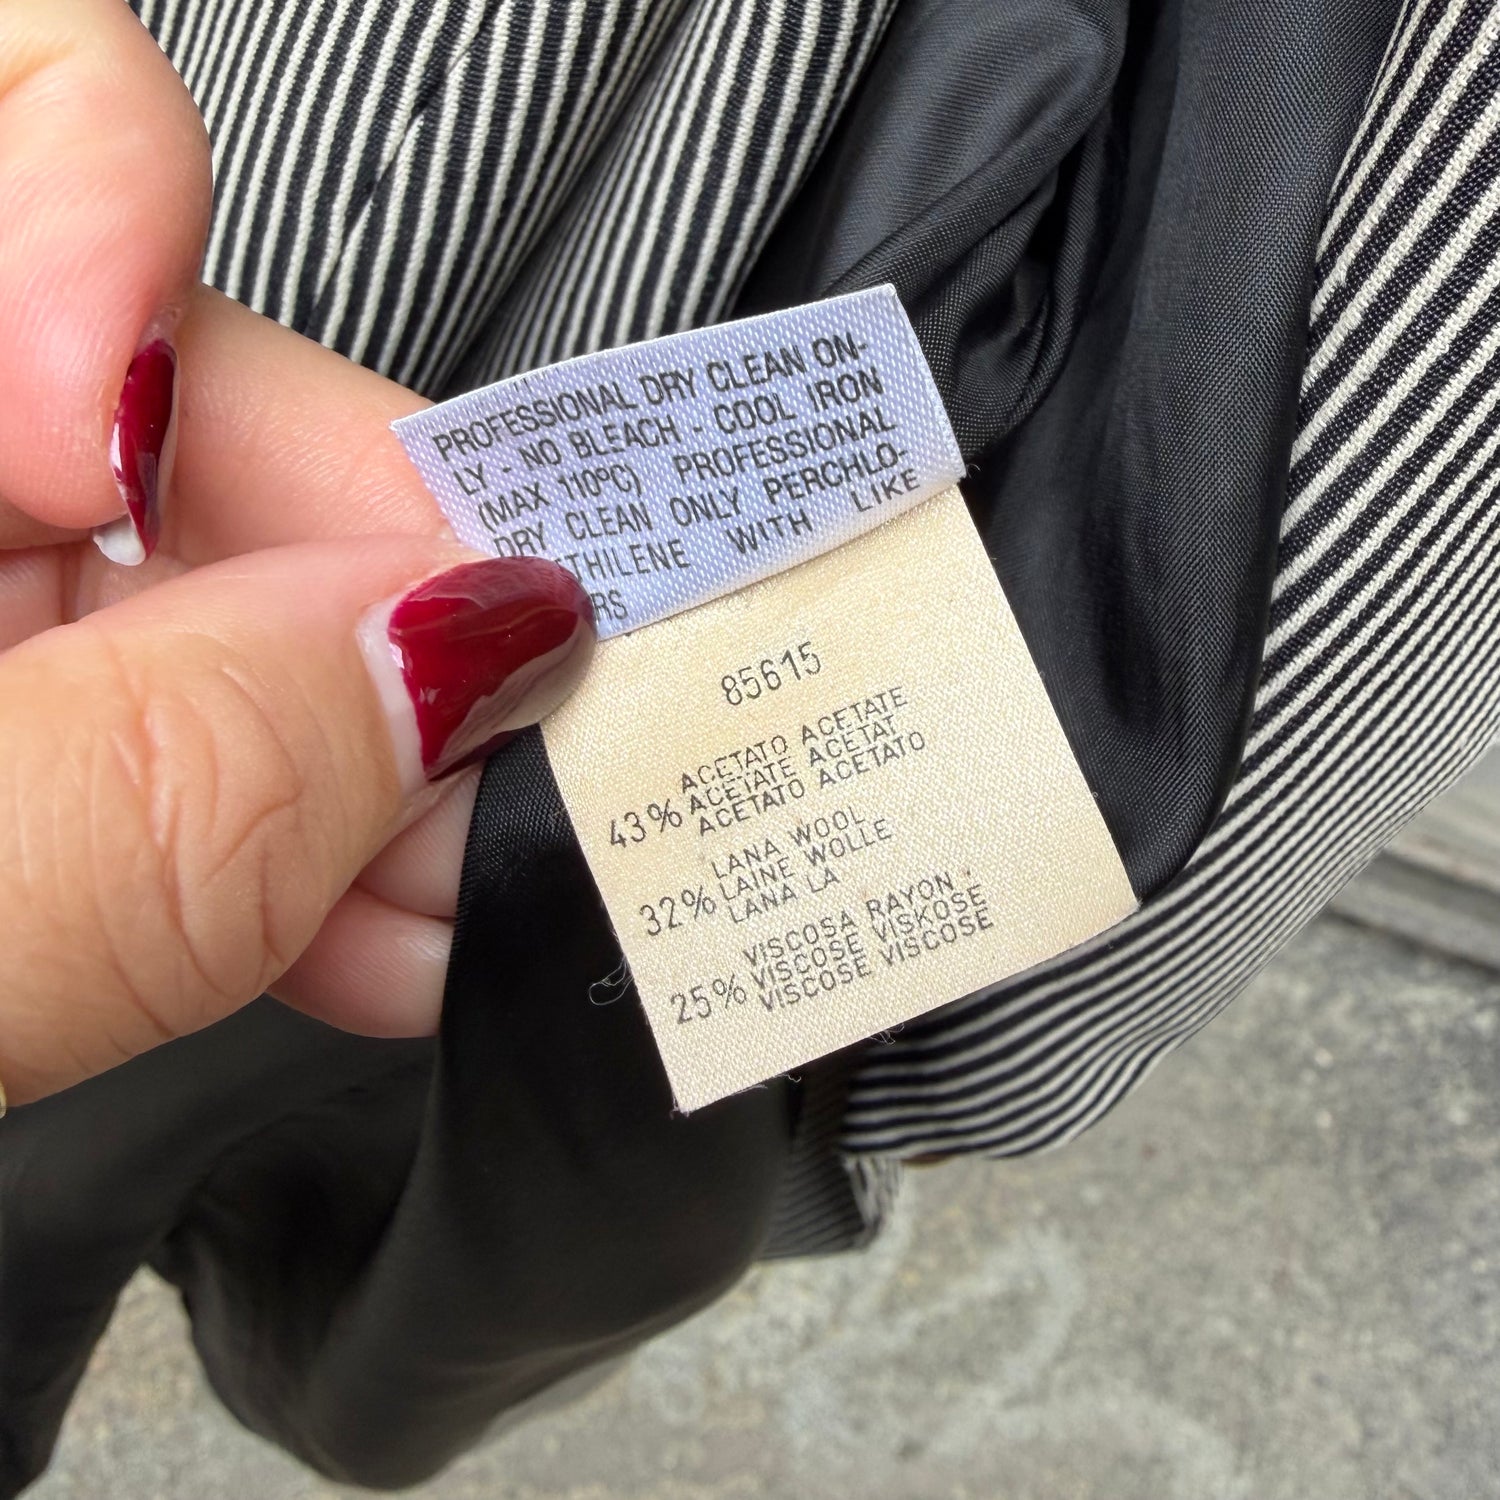 PROFESSIONAL DRY CLEAN ON-
LY - NO BLEACH - COOL IRON
(MAX 110ºC) PROFESSIONAL
DRY CLEAN ONLY PERCHLO-
THILENE WITH LIKE
RS
85615
ACETATO ACETATE
43% ACETATE ACETAT
ACETATO ACETATO
LANA WOOL
32% LAINE WOLLE
LANA LA
VISCOSA RAYON
25% VISCOSE VISKOSE
VISCOSE VISCOSE